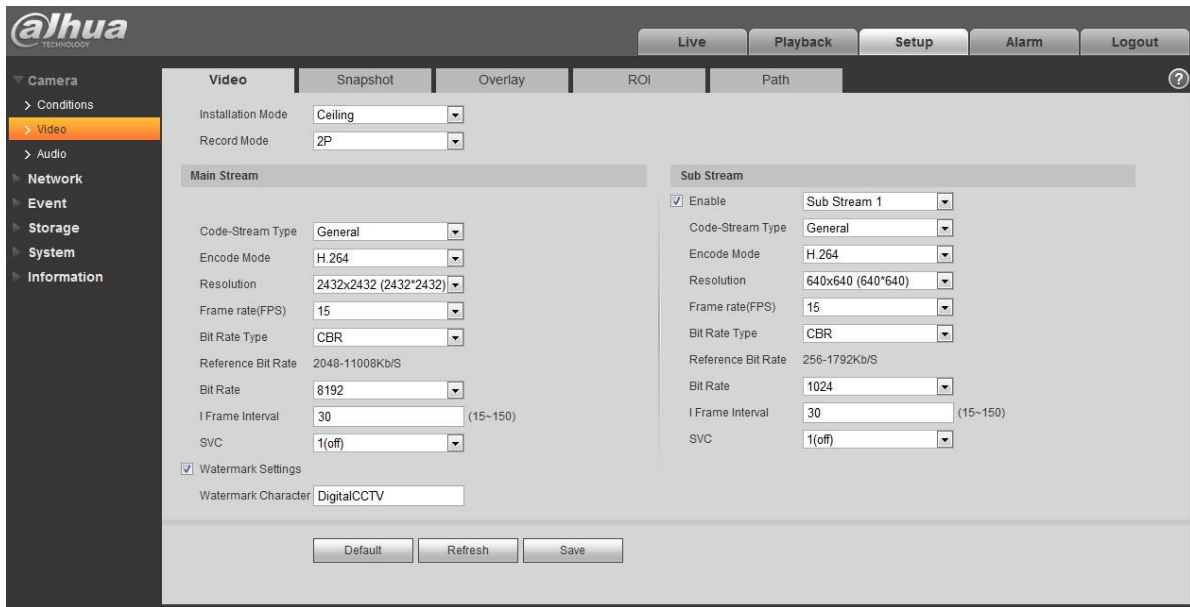 alhua
TECHNOLOGY
Live Playback Setup Alarm Logout
Camera
> Conditions
> Video
> Audio
Network
Event
Storage
System
Information
Video Snapshot Overlay ROI Path ?
Installation Mode Ceiling
Record Mode 2P
Main Stream
Code-Stream Type General
Encode Mode H.264
Resolution 2432x2432 (2432*2432)
Frame rate(FPS) 15
Bit Rate Type CBR
Reference Bit Rate 2048-11008Kb/S
Bit Rate 8192
I Frame Interval 30 (15~150)
SVC 1(off)
Watermark Settings
Watermark Character DigitalCCTV
Sub Stream
Enable Sub Stream 1
Code-Stream Type General
Encode Mode H.264
Resolution 640x640 (640*640)
Frame rate(FPS) 15
Bit Rate Type CBR
Reference Bit Rate 256-1792Kb/S
Bit Rate 1024
I Frame Interval 30 (15~150)
SVC 1(off)
Default Refresh Save